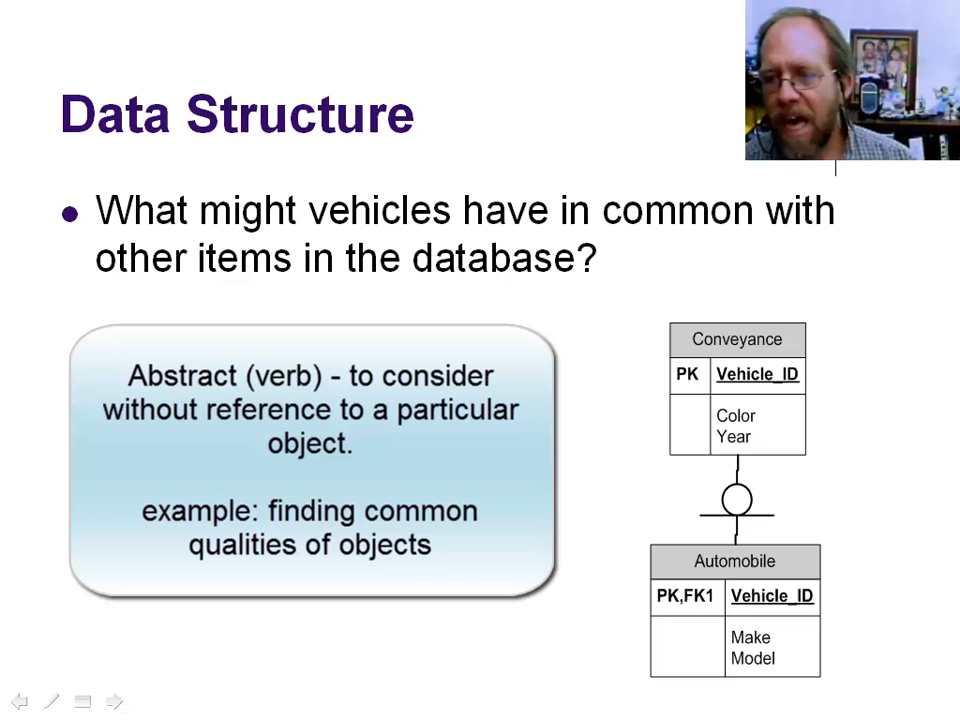 Data Structure
What might vehicles have in common with
other items in the database?
Abstract (verb) - to consider
without reference to a particular
object.
example: finding common
qualities of objects
Conveyance
PK Vehicle_ID
Color
Year
Automobile
PK,FK1 Vehicle_ID
Make
Model